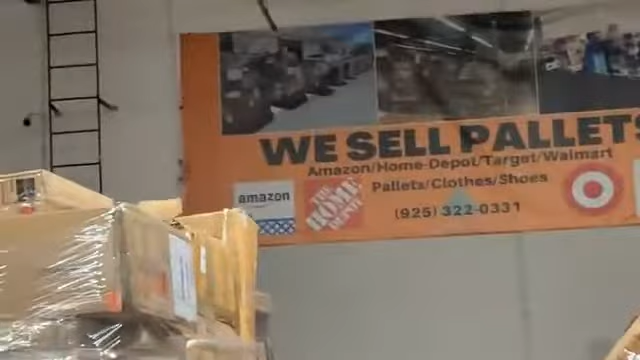 WE SELL PALLETS
Amazon/Home-Depot/Target/Walmart
amazon
THE HOME DEPOT
Pallets/Clothes/Shoes
(925) 322-0331